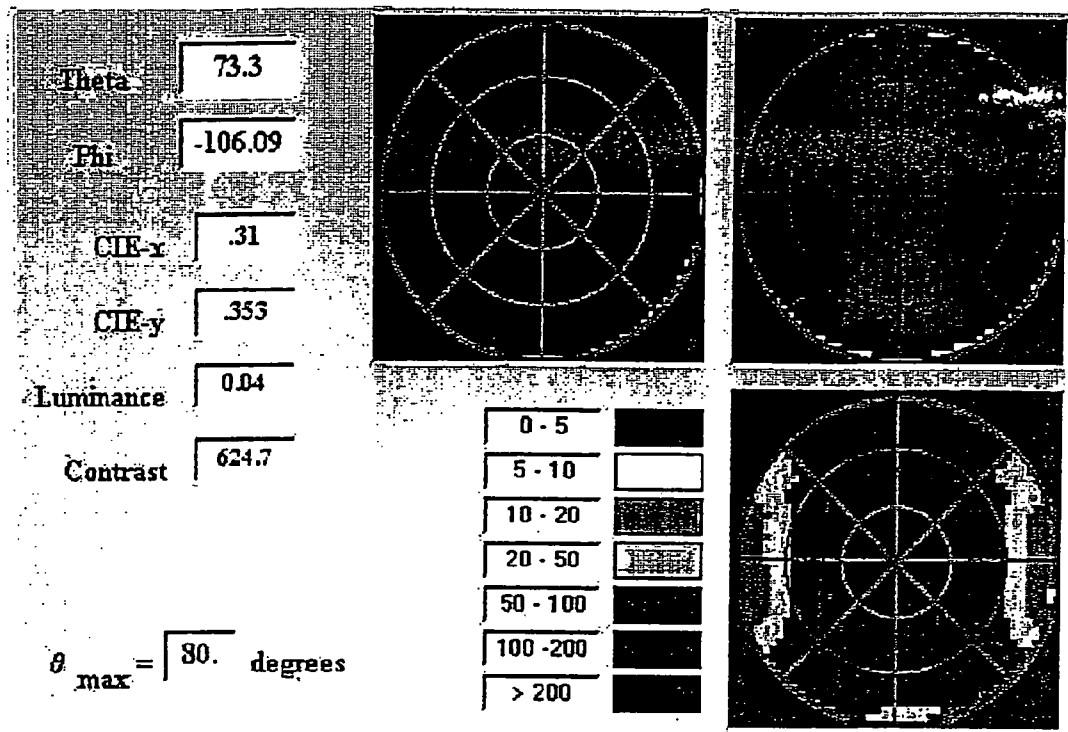 Theta 73.3
Phi -106.09
CIE-x .31
CIE-y .353
Luminance 0.04
Contrast 624.7
θ max = 80. degrees
0 - 5
5 - 10
10 - 20
20 - 50
50 - 100
100 -200
> 200